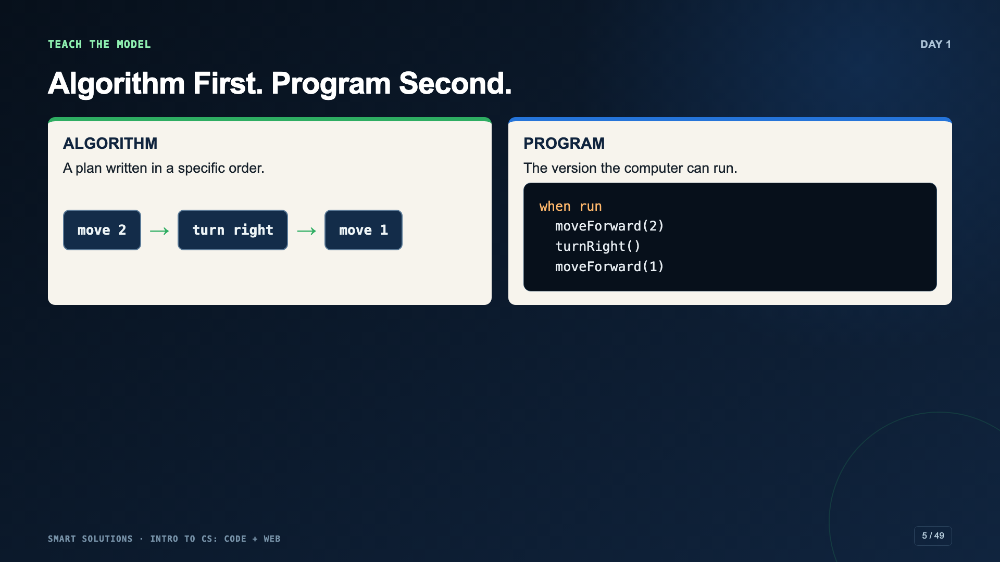 TEACH THE MODEL
DAY 1
Algorithm First. Program Second.
ALGORITHM
A plan written in a specific order.
move 2 → turn right → move 1
PROGRAM
The version the computer can run.
when run
moveForward(2)
turnRight()
moveForward(1)
SMART SOLUTIONS · INTRO TO CS: CODE + WEB
5 / 49